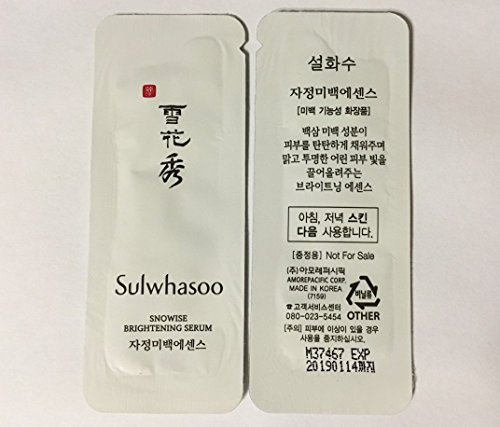 雪
花
秀
Sulwhasoo
SNOWISE
BRIGHTENING SERUM
자정미백에센스
설화수
자정미백에센스
[미백 기능성 화장품]
백삼 미백 성분이
피부를 탄탄하게 채워주며
맑고 투명한 어린 피부 빛을
끌어올려주는
브라이트닝 에센스
아침, 저녁 스킨
다음 사용합니다.
[증정용] Not For Sale
(주)아모레퍼시픽
AMOREPACIFIC CORP.
MADE IN KOREA
(7159)
☎고객서비스센터
080-023-5454
비닐류
OTHER
[주의] 피부에 이상이 있을 경우
사용을 중지하십시오.
M37467 EXP
20190114까지